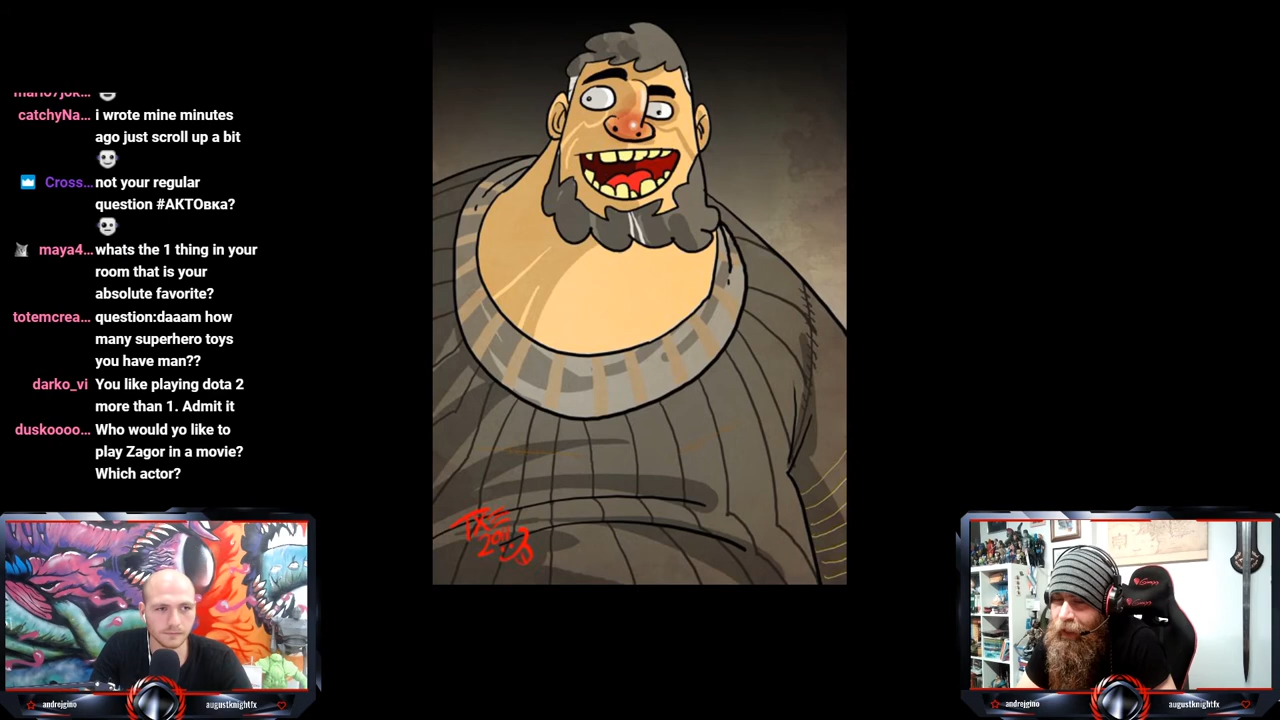 mario7jok...
catchyNa... i wrote mine minutes
ago just scroll up a bit
Cross... not your regular
question #АКТОвка?
maya4... whats the 1 thing in your
room that is your
absolute favorite?
totemcrea... question:daaam how
many superhero toys
you have man??
darko_vi You like playing dota 2
more than 1. Admit it
duskoooo... Who would yo like to
play Zagor in a movie?
Which actor?
andrejgino
augustknightfx
andrejgino
augustknightfx